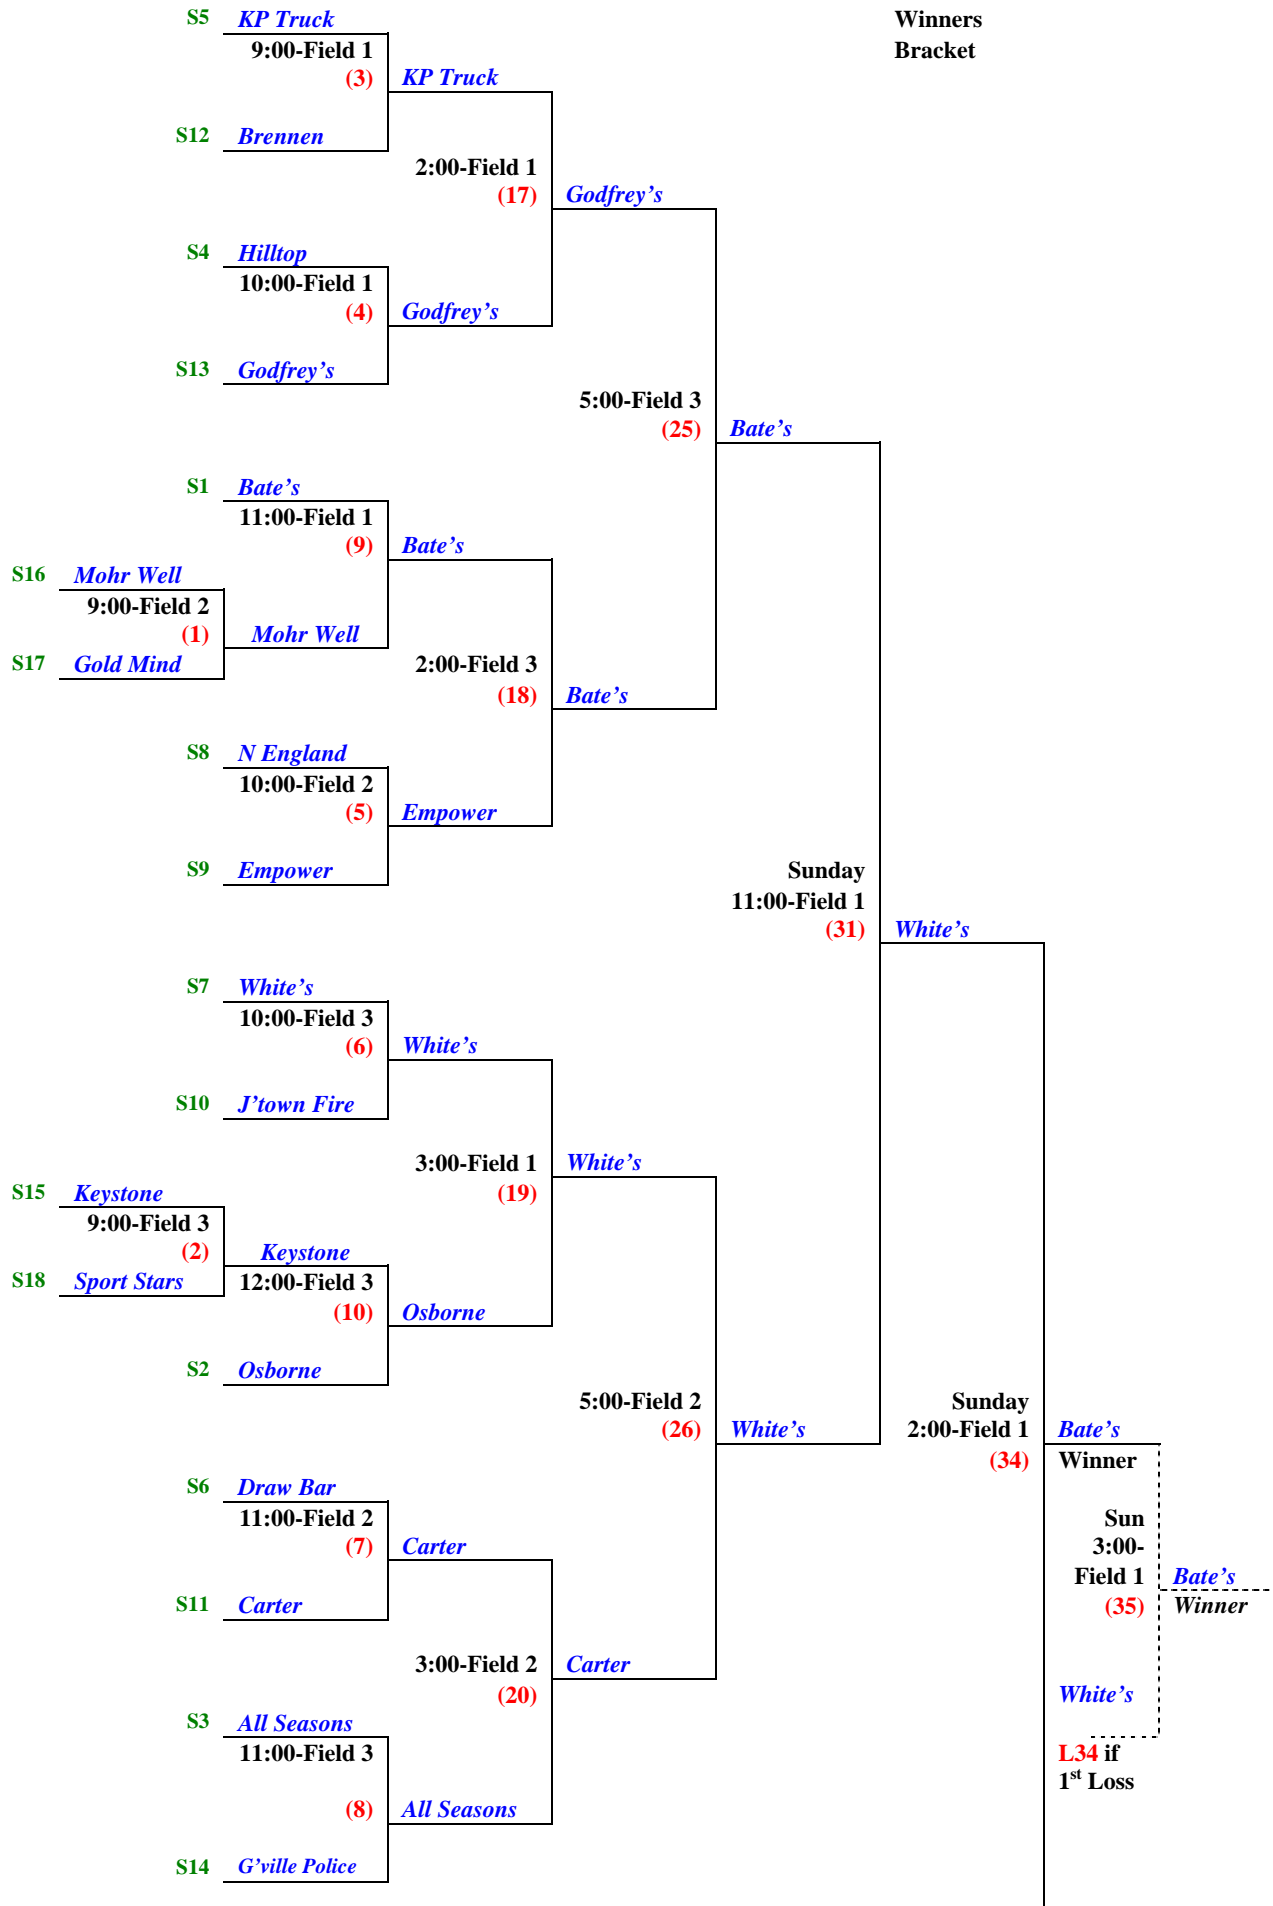 S5 KP Truck
Winners
9:00-Field 1
Bracket
(3) KP Truck
S12 Brennen
2:00-Field 1
(17) Godfrey’s
S4 Hilltop
10:00-Field 1
(4) Godfrey’s
S13 Godfrey’s
5:00-Field 3
(25) Bate’s
S1 Bate’s
11:00-Field 1
(9) Bate’s
S16 Mohr Well
9:00-Field 2
(1) Mohr Well
S17 Gold Mind
2:00-Field 3
(18) Bate’s
S8 N England
10:00-Field 2
(5) Empower
S9 Empower
Sunday
11:00-Field 1
(31) White’s
S7 White’s
10:00-Field 3
(6) White’s
S10 J’town Fire
3:00-Field 1 White’s
(19)
S15 Keystone
9:00-Field 3
(2) Keystone
S18 Sport Stars
12:00-Field 3
(10) Osborne
S2 Osborne
5:00-Field 2
(26) White’s
Sunday
2:00-Field 1 Bate’s
(34) Winner
S6 Draw Bar
11:00-Field 2
(7) Carter
Sun
3:00-
Field 1 Bate’s
(35) Winner
S11 Carter
3:00-Field 2 Carter
(20)
White’s
S3 All Seasons
11:00-Field 3
L34 if
1st Loss
(8) All Seasons
S14 G’ville Police